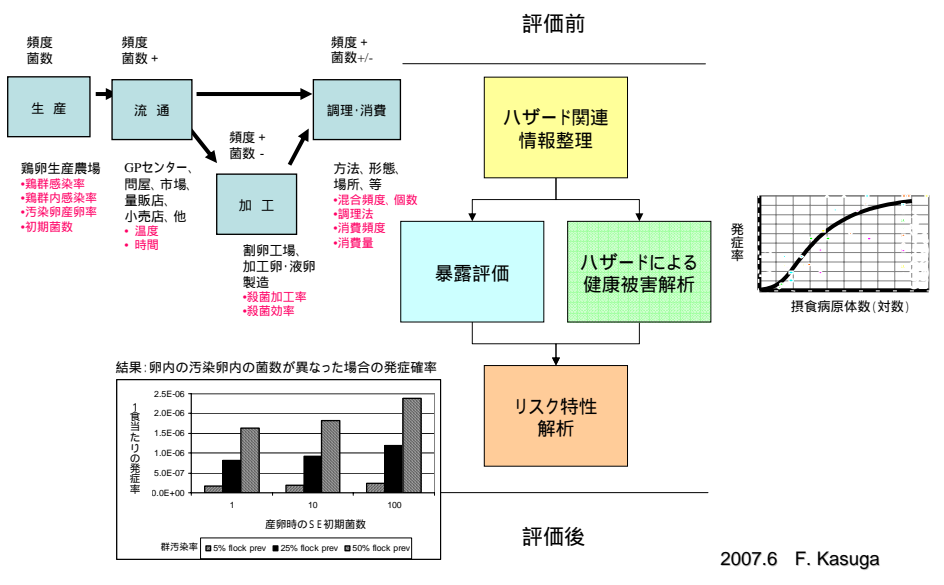 評価前
頻度
菌数
頻度
菌数 +
頻度 +
菌数+/-
生 産
流 通
調理・消費
頻度 +
菌数 -
加 工
鶏卵生産農場
•鶏群感染率
•鶏群内感染率
•汚染卵産卵率
•初期菌数
GPセンター、
問屋、市場、
量販店、
小売店、他
• 温度
• 時間
割卵工場、
加工卵・液卵
製造
•殺菌加工率
•殺菌効率
方法、形態、
場所、等
•混合頻度、個数
•調理法
•消費頻度
•消費量
ハザード関連
情報整理
暴露評価
ハザードによる
健康被害解析
リスク特性
解析
発症率
摂食病原体数(対数)
結果:卵内の汚染卵内の菌数が異なった場合の発症確率
1食当たりの発症率
2.5E-06
2.0E-06
1.5E-06
1.0E-06
5.0E-07
0.0E+00
1
10
100
産卵時のSE初期菌数
群汚染率
5% flock prev
25% flock prev
50% flock prev
評価後
2007.6 F. Kasuga